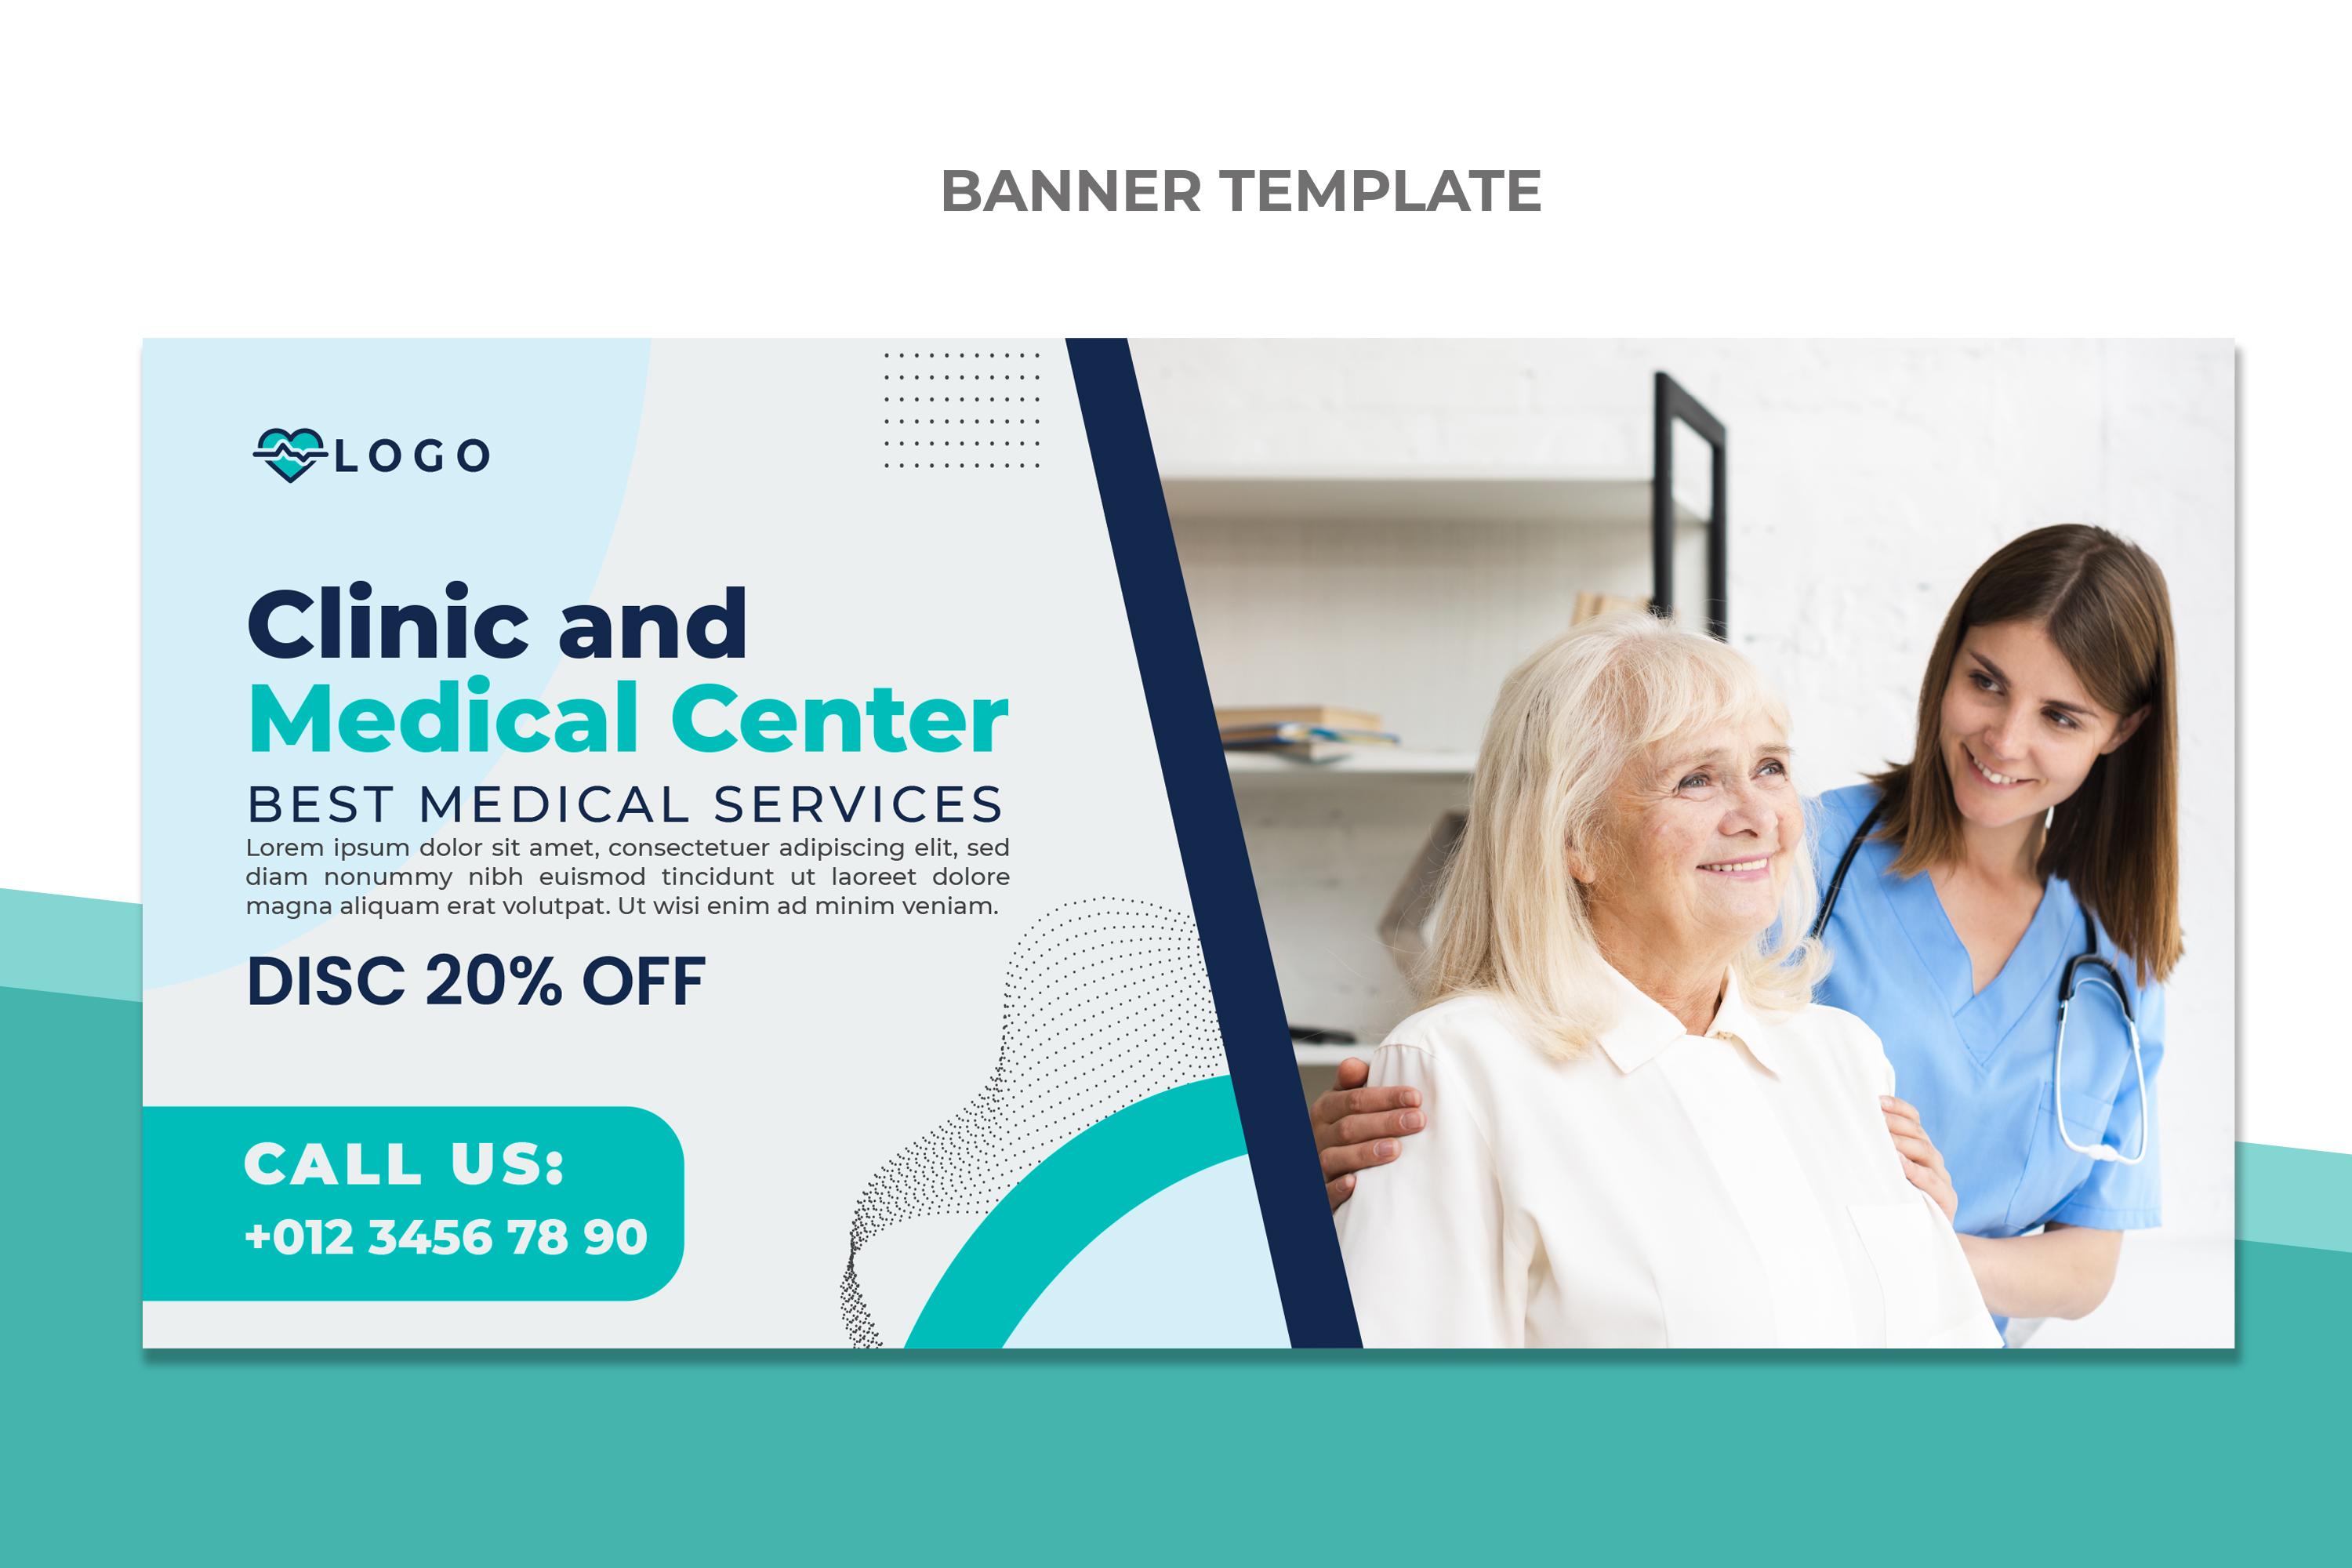 BANNER TEMPLATE
LOGO
Clinic and
Medical Center
BEST MEDICAL SERVICES
Lorem ipsum dolor sit amet, consectetuer adipiscing elit, sed
diam nonummy nibh euismod tincidunt ut laoreet dolore
magna aliquam erat volutpat. Ut wisi enim ad minim veniam.
DISC 20% OFF
CALL US:
+012 3456 78 90